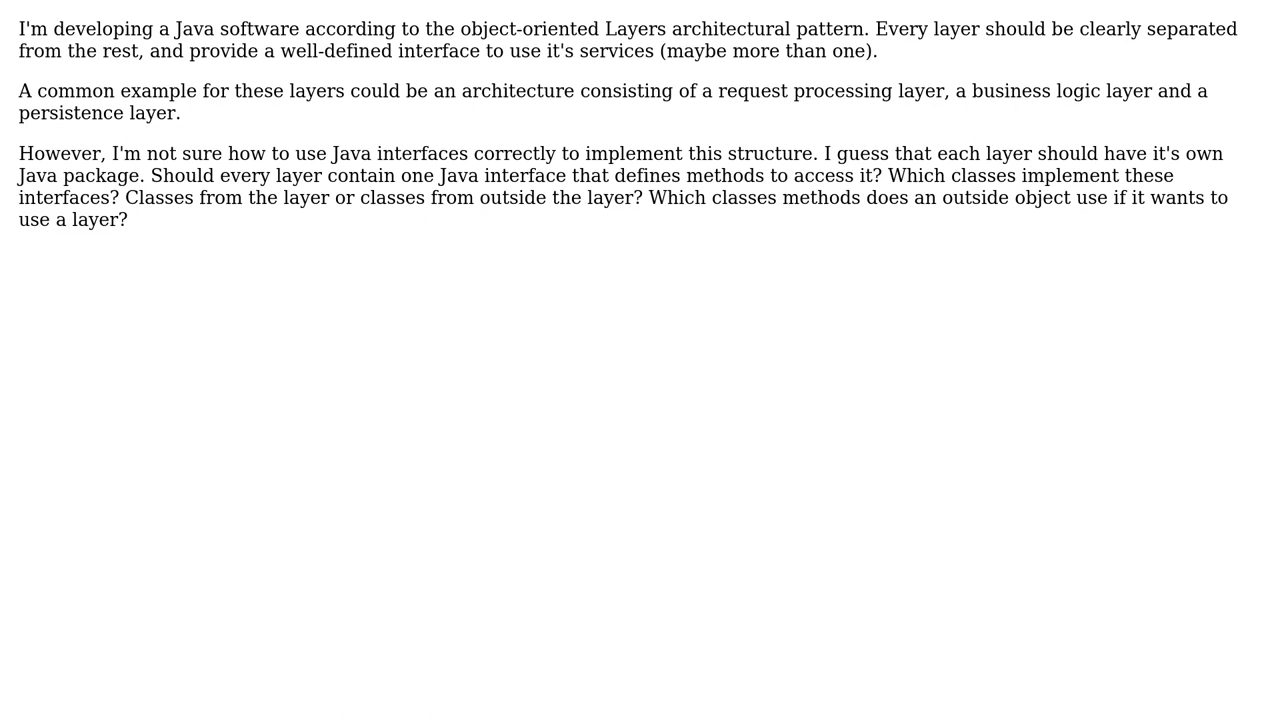 I'm developing a Java software according to the object-oriented Layers architectural pattern. Every layer should be clearly separated
from the rest, and provide a well-defined interface to use it's services (maybe more than one).
A common example for these layers could be an architecture consisting of a request processing layer, a business logic layer and a
persistence layer.
However, I'm not sure how to use Java interfaces correctly to implement this structure. I guess that each layer should have it's own
Java package. Should every layer contain one Java interface that defines methods to access it? Which classes implement these
interfaces? Classes from the layer or classes from outside the layer? Which classes methods does an outside object use if it wants to
use a layer?